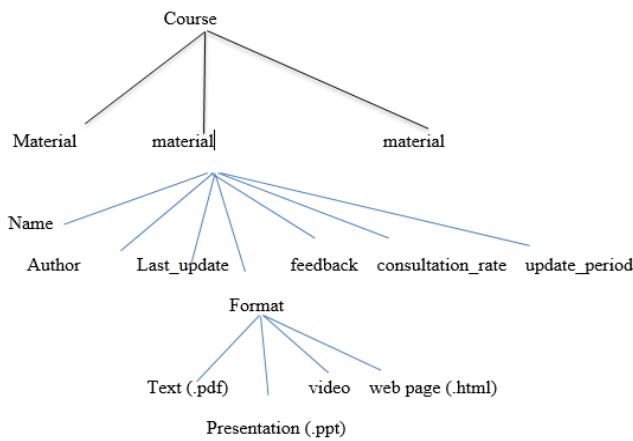 Course
Material material material
Name
Author Last_update feedback consultation_rate update_period
Format
Text (.pdf) video web page (.html)
Presentation (.ppt)